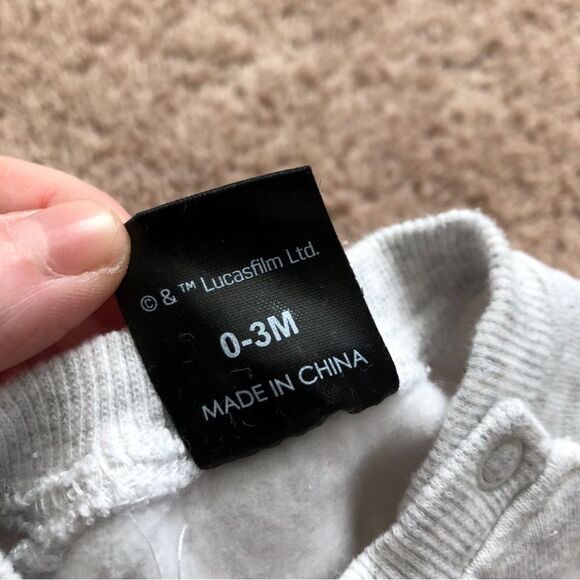 © & ™ Lucasfilm Ltd.
0-3M
MADE IN CHINA